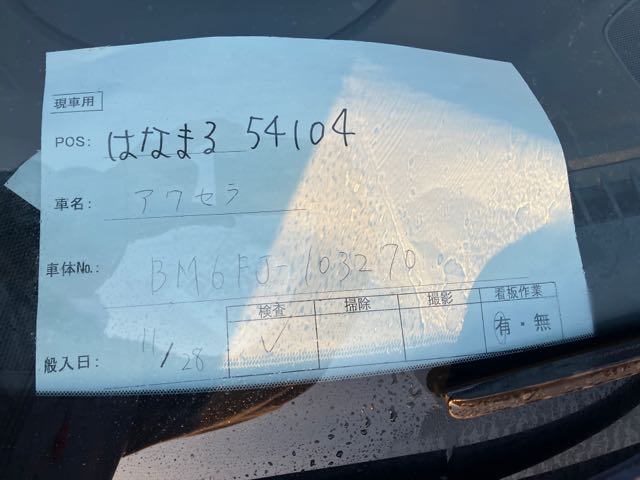 現車用
POS: はなまる 54104
車名: アクセラ
車体No.: BM6FJ-103270
検査 掃除 撮影 看板作業
✓ 有・無
般入日: 11/28